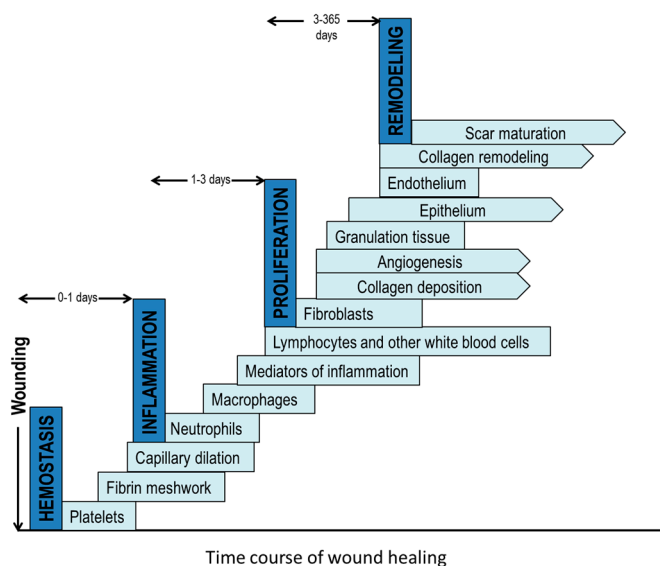 3-365
days
REMODELING
Scar maturation
Collagen remodeling
Endothelium
1-3 days
PROLIFERATION
Epithelium
Granulation tissue
Angiogenesis
Collagen deposition
0-1 days
INFLAMMATION
Fibroblasts
Lymphocytes and other white blood cells
Mediators of inflammation
Wounding
HEMOSTASIS
Macrophages
Neutrophils
Capillary dilation
Fibrin meshwork
Platelets
Time course of wound healing